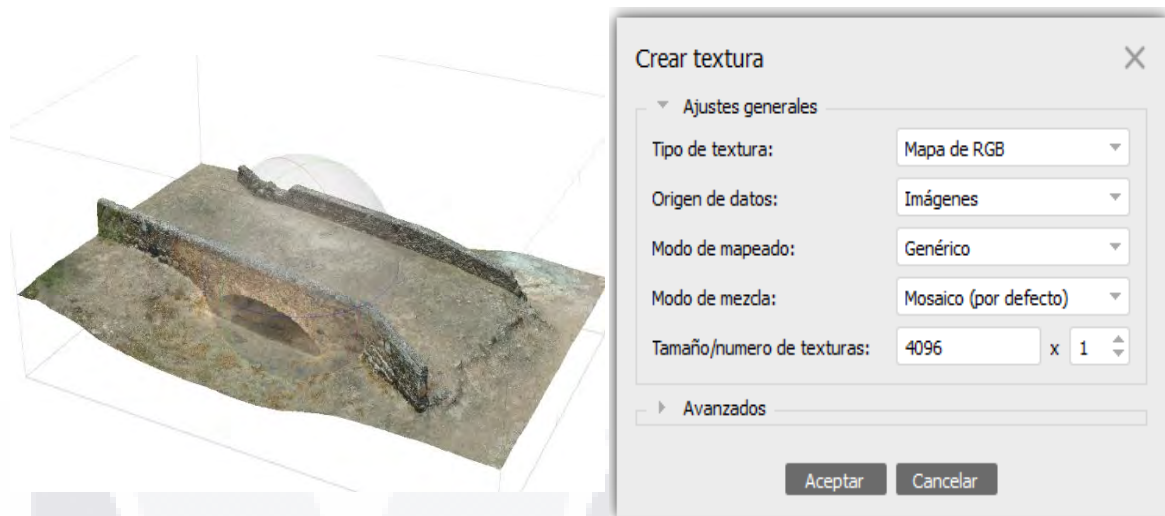 Crear textura
Ajustes generales
Tipo de textura: Mapa de RGB
Origen de datos: Imágenes
Modo de mapeado: Genérico
Modo de mezcla: Mosaico (por defecto)
Tamaño/numero de texturas: 4096 x 1
Avanzados
Aceptar Cancelar